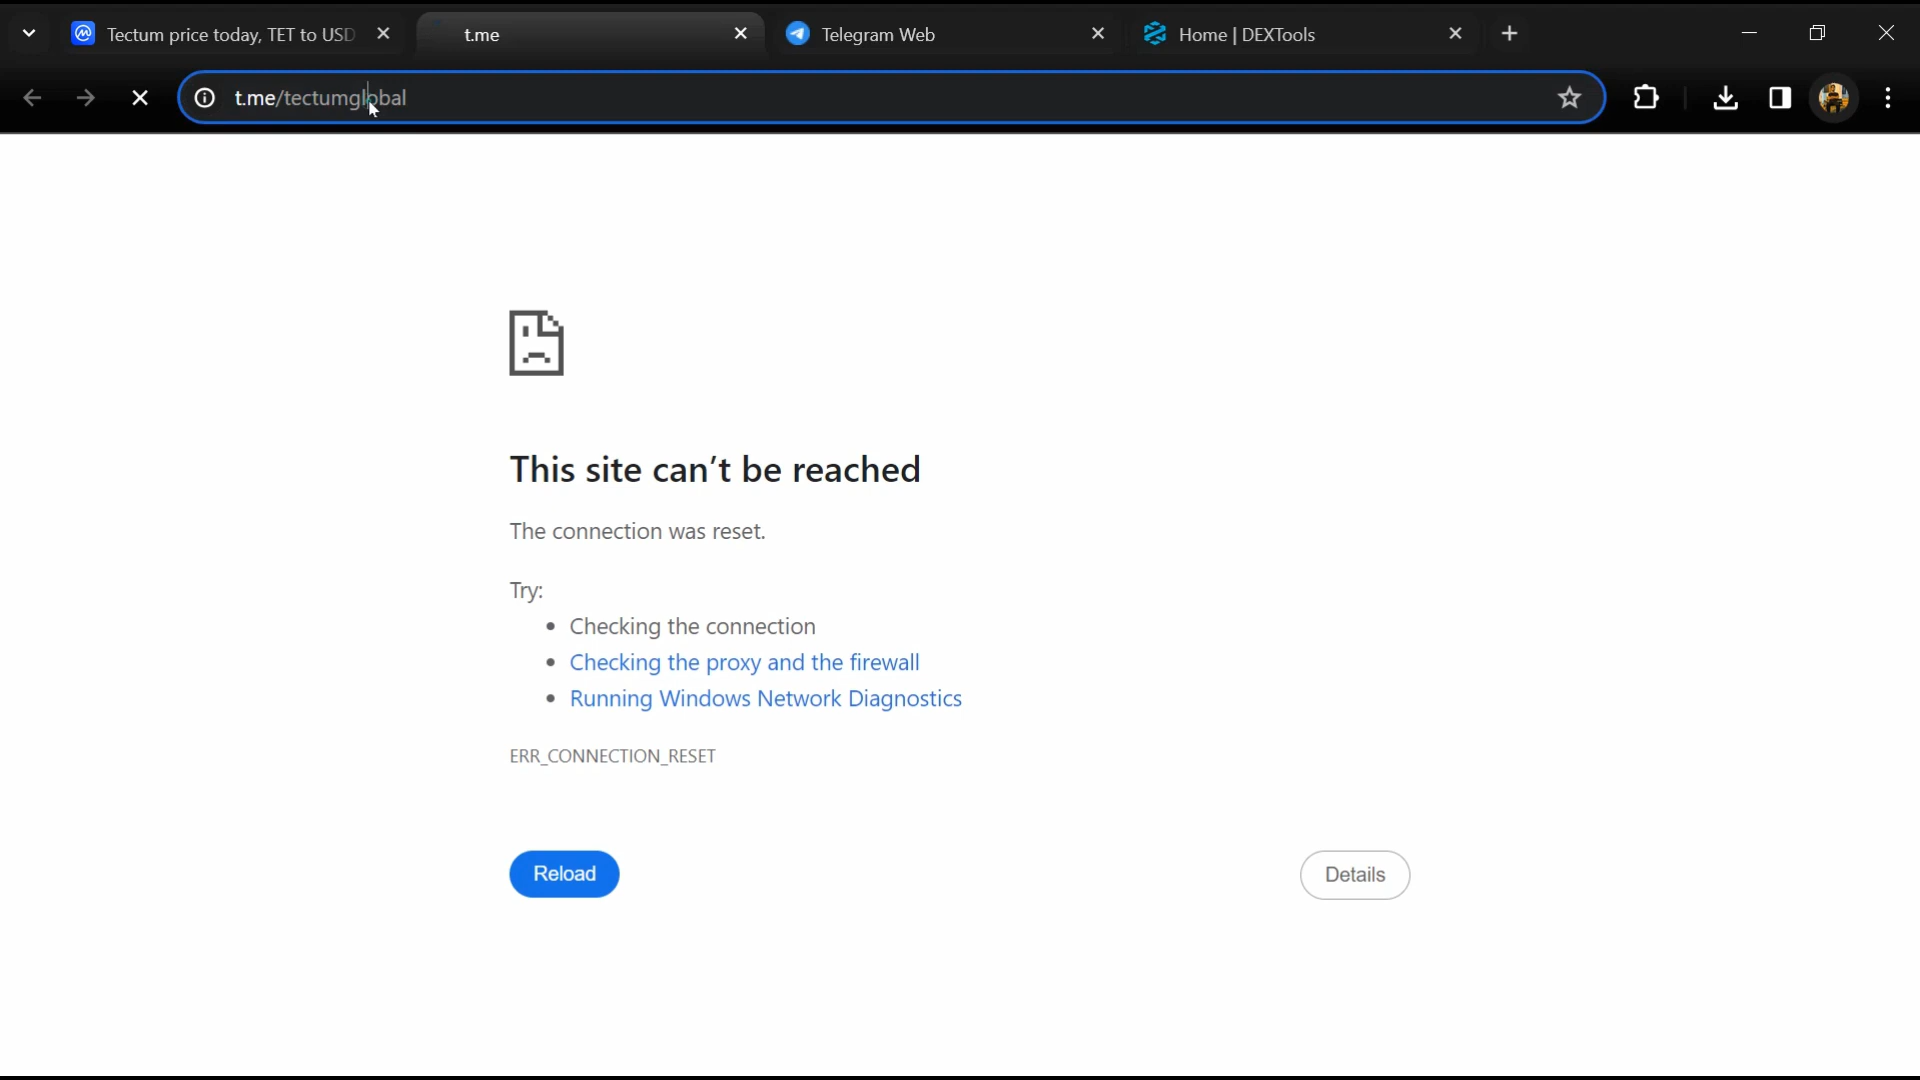 Tectum price today, TET to USD
t.me
Telegram Web
Home | DEXTools
t.me/tectumglobal
This site can't be reached
The connection was reset.
Try:
• Checking the connection
• Checking the proxy and the firewall
• Running Windows Network Diagnostics
ERR_CONNECTION_RESET
Reload
Details